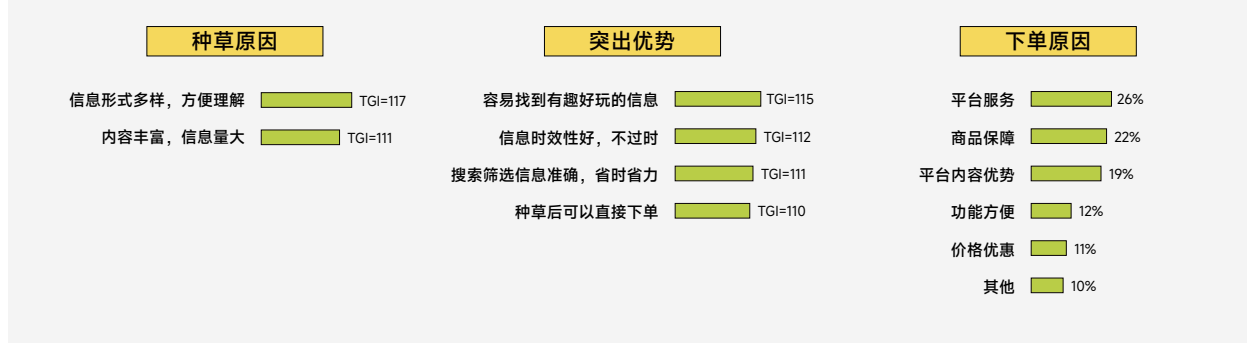 种草原因
信息形式多样，方便理解 TGI=117
内容丰富，信息量大 TGI=111
突出优势
容易找到有趣好玩的信息 TGI=115
信息时效性好，不过时 TGI=112
搜索筛选信息准确，省时省力 TGI=111
种草后可以直接下单 TGI=110
下单原因
平台服务 26%
商品保障 22%
平台内容优势 19%
功能方便 12%
价格优惠 11%
其他 10%